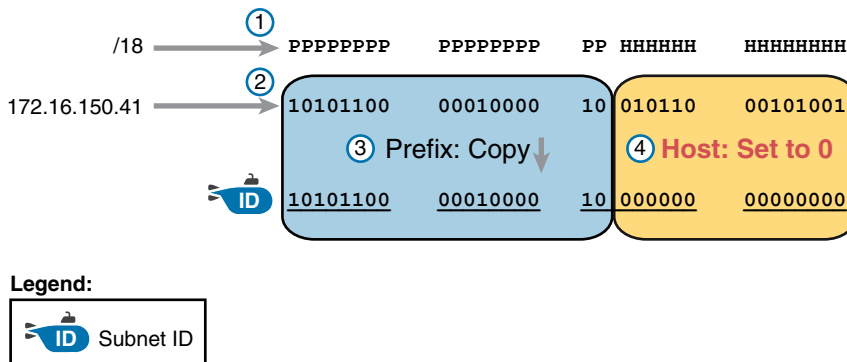 1
/18 PPPPPPPP PPPPPPPP PP HHHHHH HHHHHHHH
2
172.16.150.41 10101100 00010000 10 010110 00101001
3 Prefix: Copy 4 Host: Set to 0
ID 10101100 00010000 10 000000 00000000
Legend:
ID Subnet ID